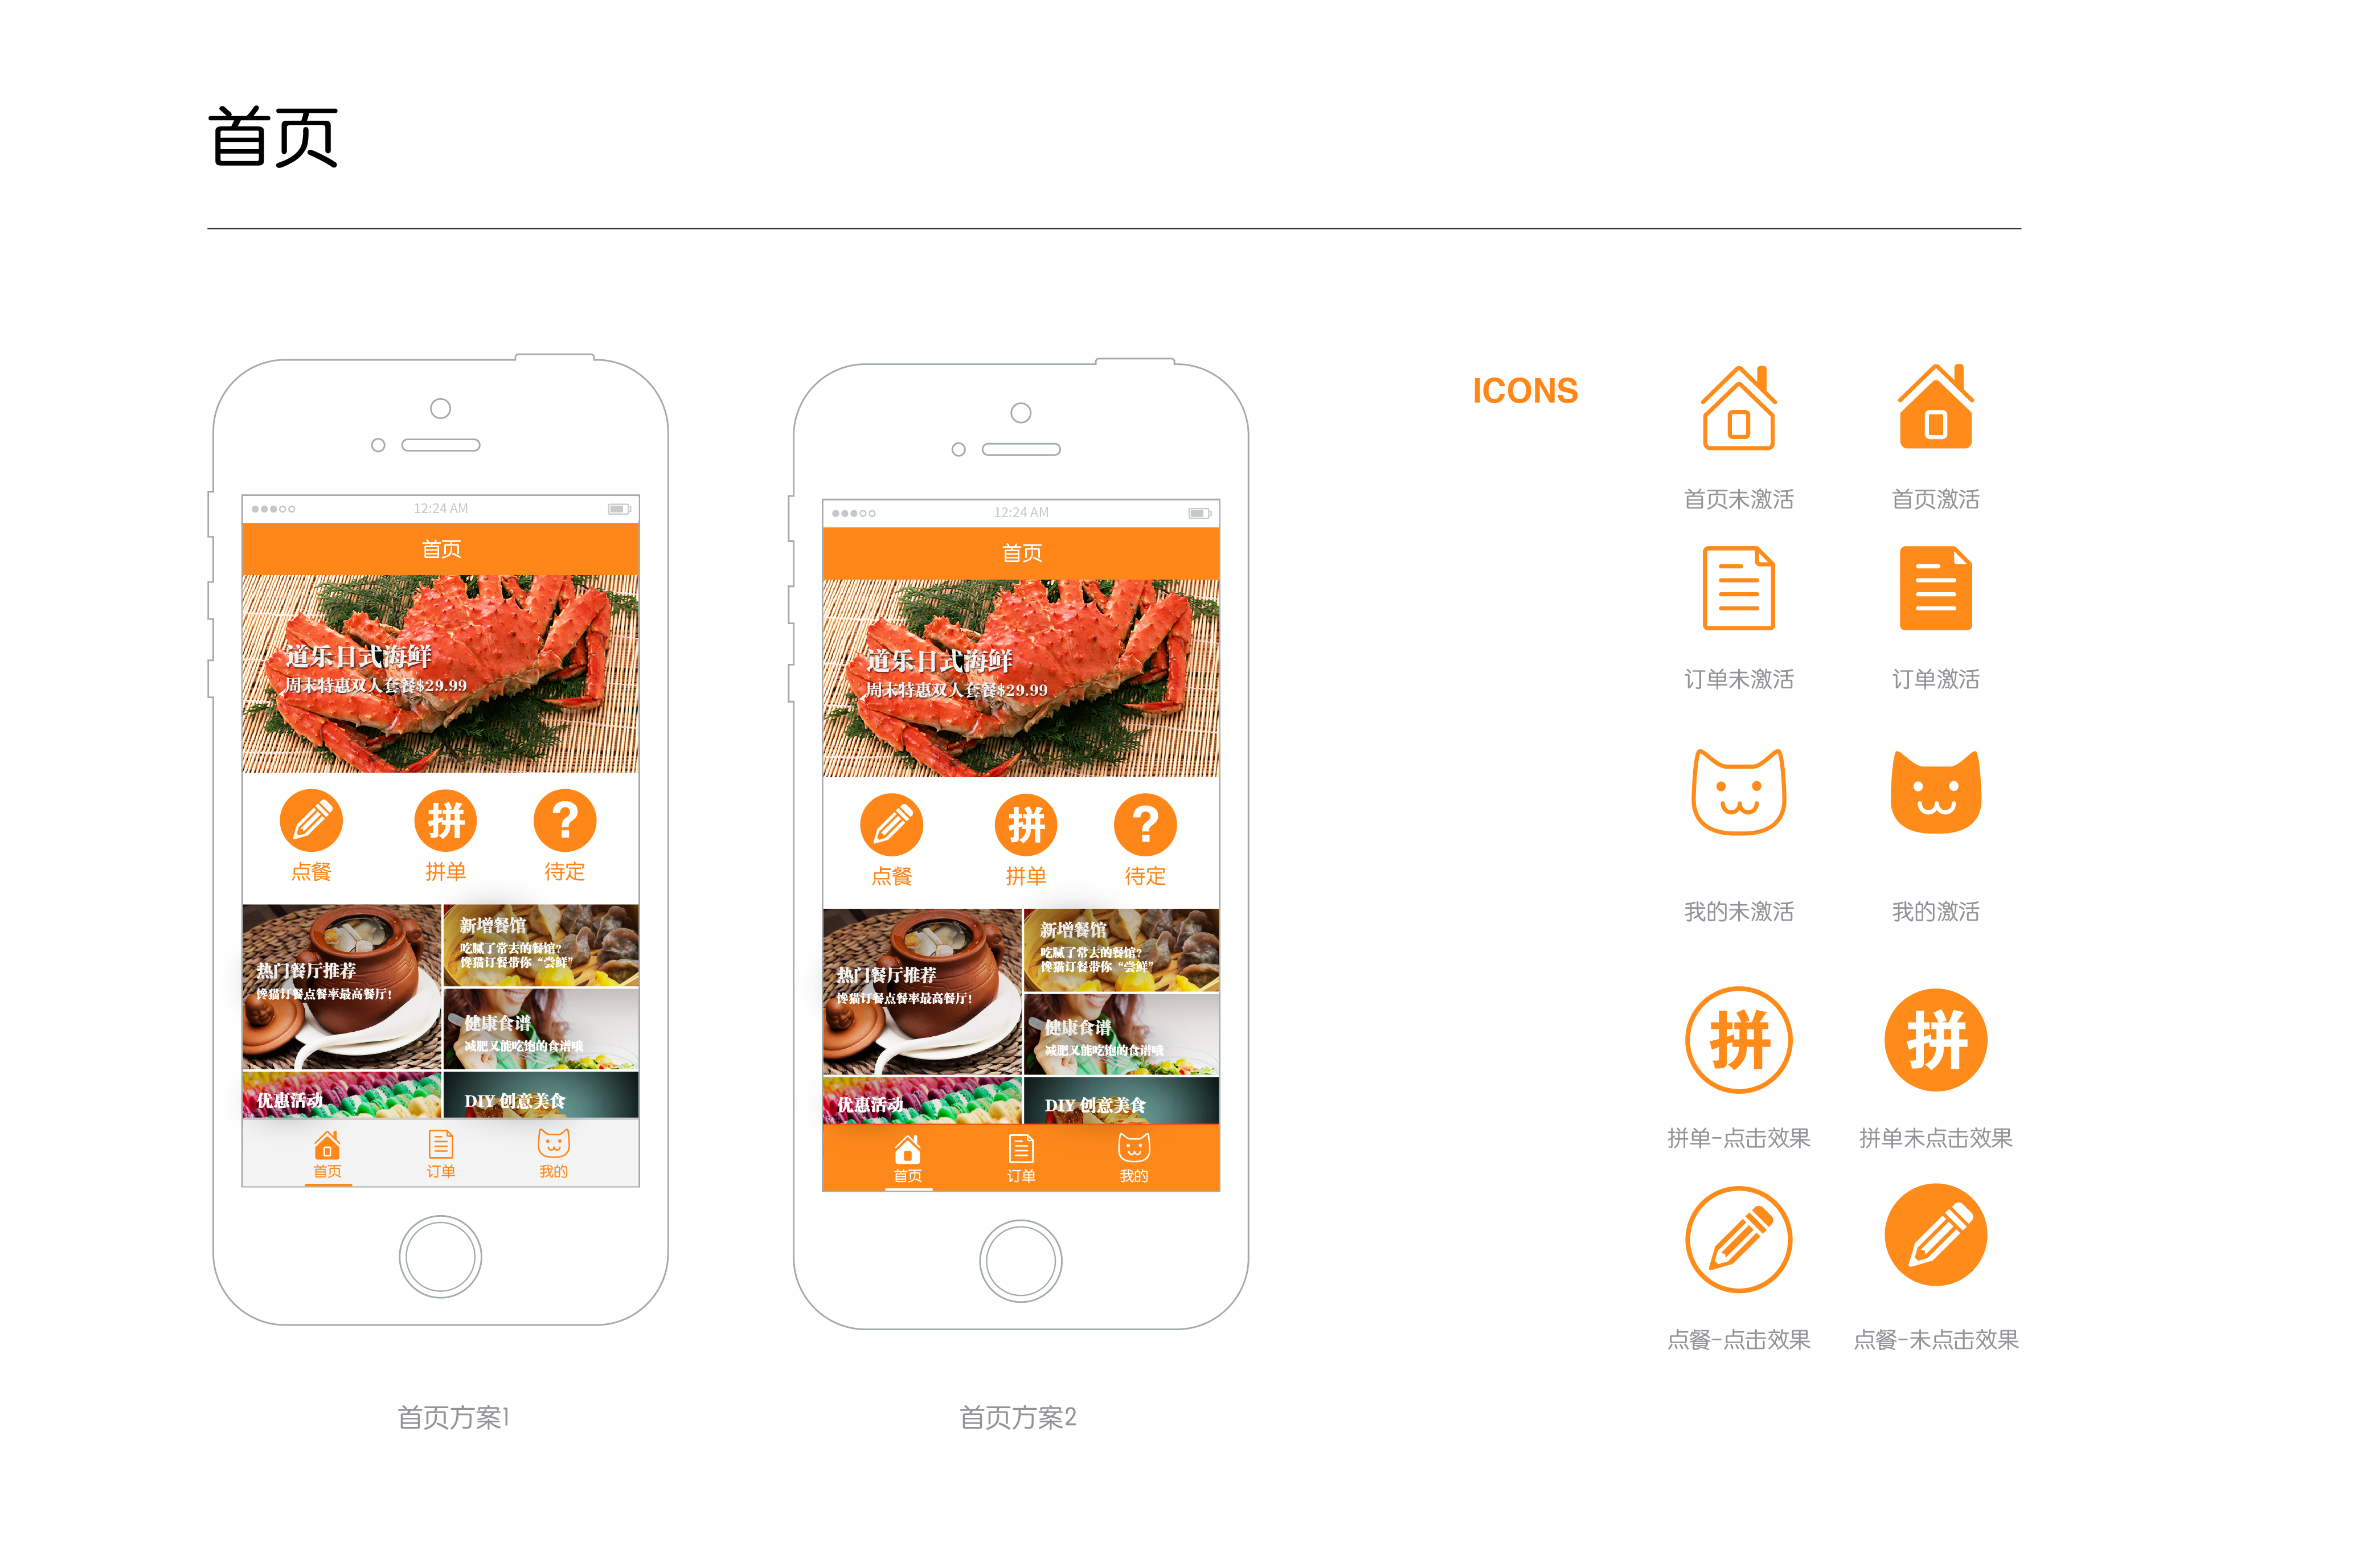 首页
12:24 AM
首页
道乐日式海鲜
周末特惠双人套餐$29.99
拼
?
点餐
拼单
待定
热门餐厅推荐
馋猫订餐点餐率最高餐厅!
新增餐馆
吃腻了常去的餐馆?
馋猫订餐带你“尝鲜”
健康食谱
减肥又能吃饱的食谱哦
优惠活动
DIY 创意美食
首页
订单
我的
首页方案1
12:24 AM
首页
道乐日式海鲜
周末特惠双人套餐$29.99
拼
?
点餐
拼单
待定
热门餐厅推荐
馋猫订餐点餐率最高餐厅!
新增餐馆
吃腻了常去的餐馆?
馋猫订餐带你“尝鲜”
健康食谱
减肥又能吃饱的食谱哦
优惠活动
DIY 创意美食
首页
订单
我的
首页方案2
ICONS
首页未激活
首页激活
订单未激活
订单激活
我的未激活
我的激活
拼
拼
拼单-点击效果
拼单未点击效果
点餐-点击效果
点餐-未点击效果